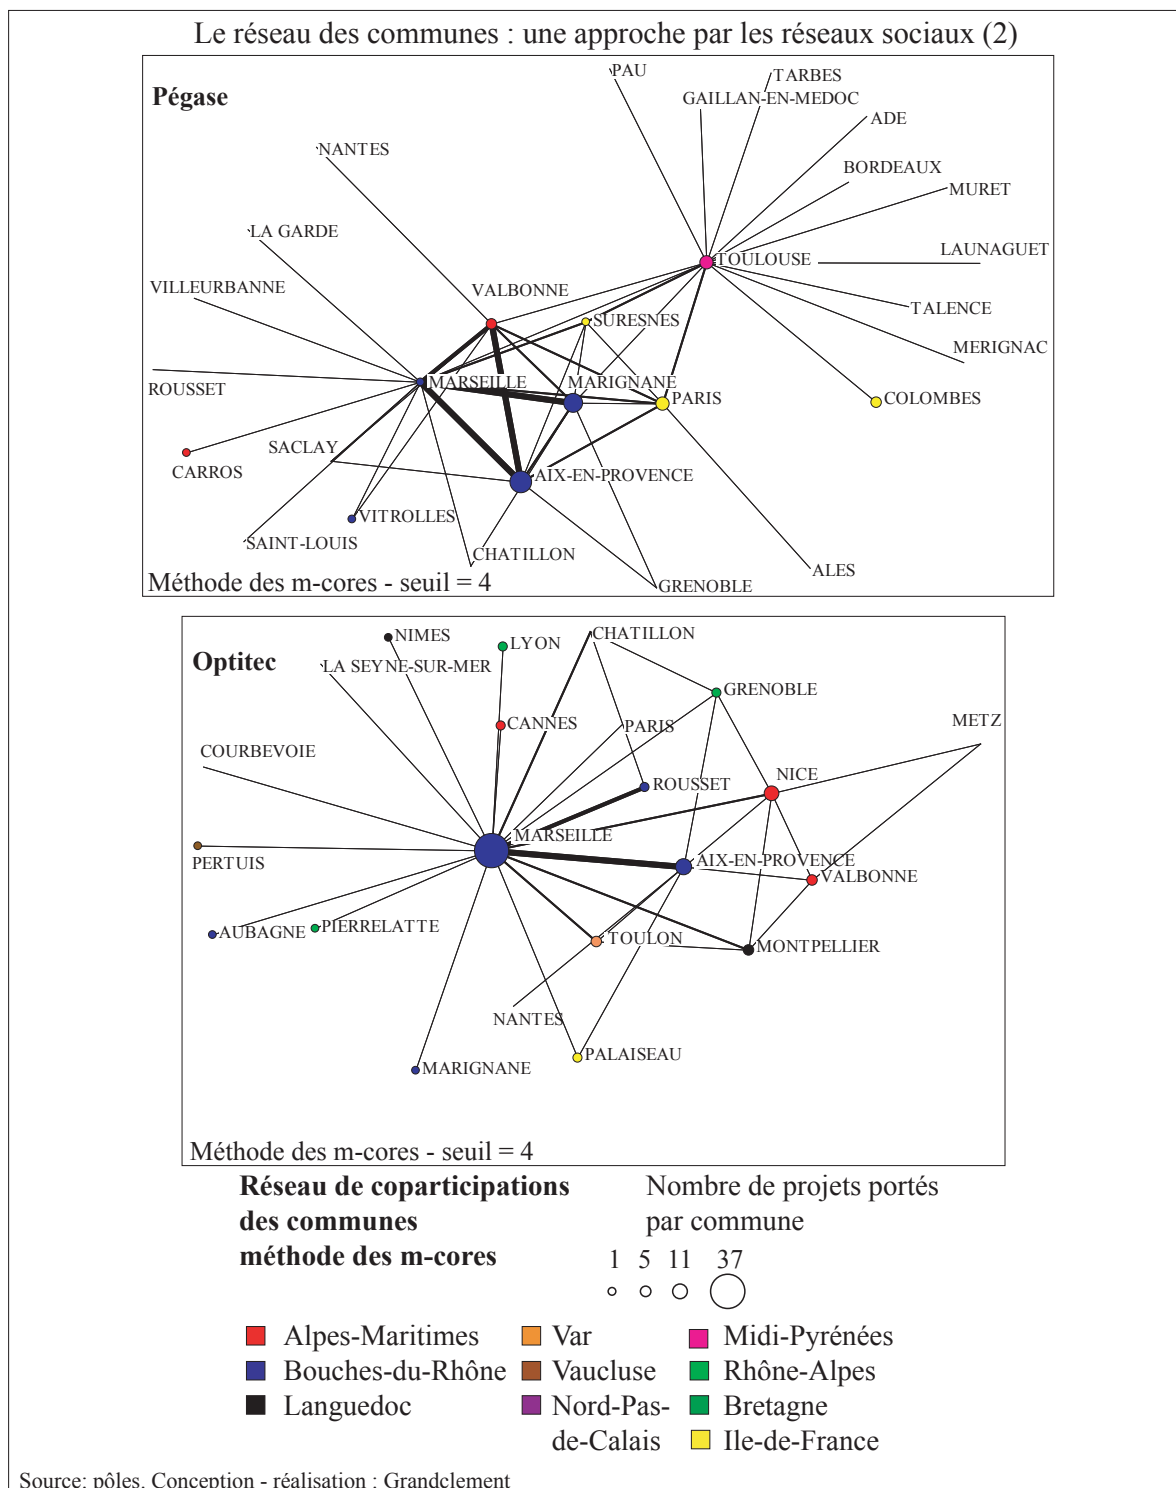 Le réseau des communes : une approche par les réseaux sociaux (2)
Pégase
PAU
TARBES
GAILLAN-EN-MEDOC
ADE
NANTES
BORDEAUX
MURET
LA GARDE
TOULOUSE
LAUNAGUET
VILLEURBANNE
VALBONNE
TALENCE
SURESNES
MERIGNAC
ROUSSET
MARSEILLE
MARIGNANE
PARIS
COLOMBES
SACLAY
CARROS
AIX-EN-PROVENCE
VITROLLES
SAINT-LOUIS
CHATILLON
ALES
GRENOBLE
Méthode des m-cores - seuil = 4
Optitec
NIMES
LYON
CHATILLON
LA SEYNE-SUR-MER
GRENOBLE
CANNES
PARIS
METZ
COURBEVOIE
NICE
ROUSSET
MARSEILLE
PERTUIS
AIX-EN-PROVENCE
VALBONNE
AUBAGNE
PIERRELATTE
TOULON
MONTPELLIER
NANTES
PALAISEAU
MARIGNANE
Méthode des m-cores - seuil = 4
Réseau de coparticipations
des communes
méthode des m-cores
Nombre de projets portés
par commune
1 5 11 37
Alpes-Maritimes
Bouches-du-Rhône
Languedoc
Var
Vaucluse
Nord-Pas-
de-Calais
Midi-Pyrénées
Rhône-Alpes
Bretagne
Ile-de-France
Source: pôles. Conception - réalisation : Grandclement